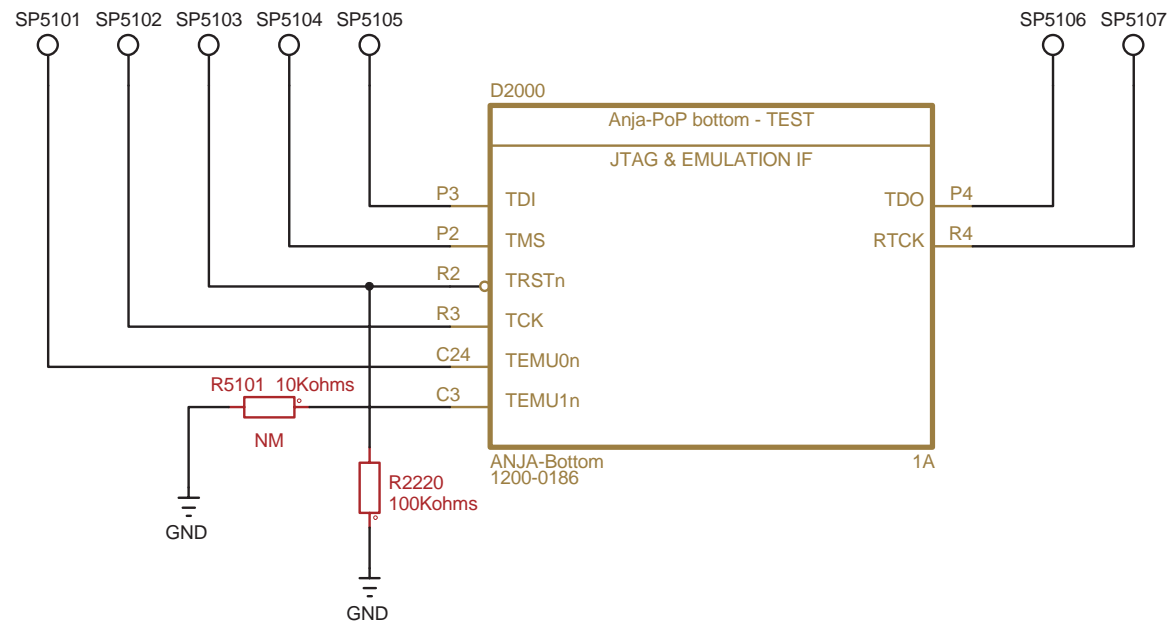 SP5101 SP5102 SP5103 SP5104 SP5105 SP5106 SP5107
D2000
Anja-PoP bottom - TEST
JTAG & EMULATION IF
P3 TDI TDO P4
P2 TMS RTCK R4
R2 TRSTn
R3 TCK
C24 TEMU0n
R5101 10Kohms
C3 TEMU1n
NM
ANJA-Bottom 1A
1200-0186
R2220
100Kohms
GND
GND